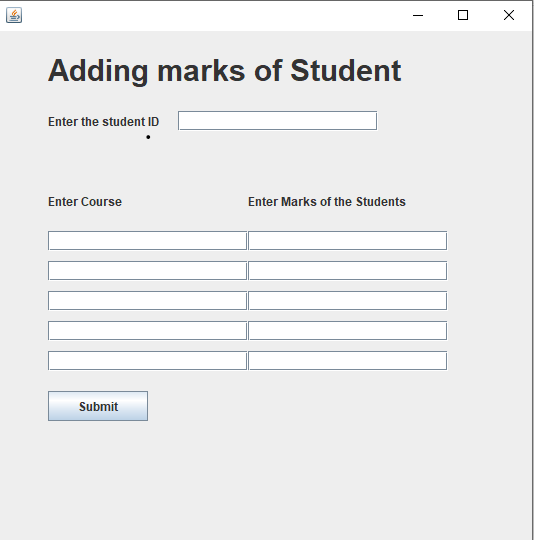 Adding marks of Student
Enter the student ID
Enter Course Enter Marks of the Students
Submit